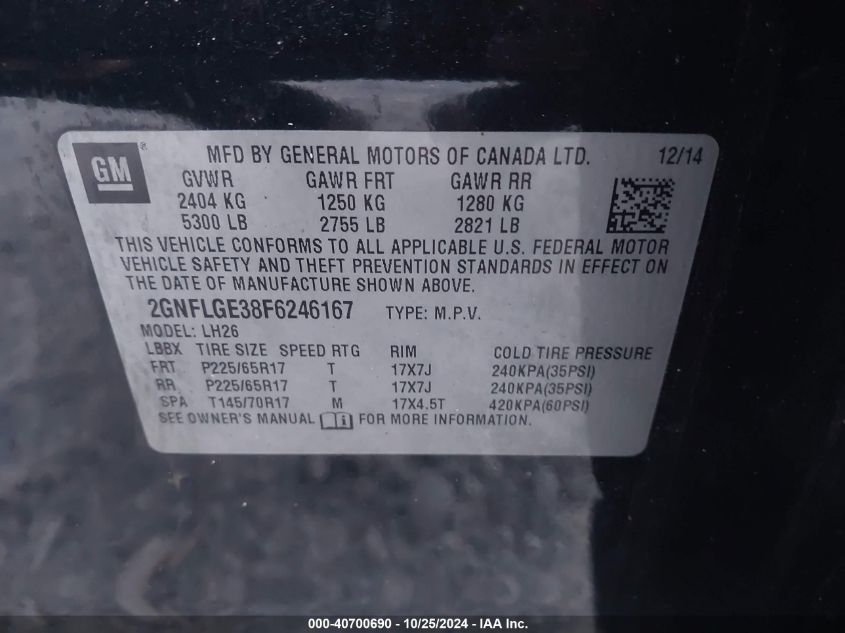 GM ® MFD BY GENERAL MOTORS OF CANADA LTD. 12/14
GVWR GAWR FRT GAWR RR
2404 KG 1250 KG 1280 KG
5300 LB 2755 LB 2821 LB
THIS VEHICLE CONFORMS TO ALL APPLICABLE U.S. FEDERAL MOTOR
VEHICLE SAFETY AND THEFT PREVENTION STANDARDS IN EFFECT ON
THE DATE OF MANUFACTURE SHOWN ABOVE.
2GNFLGE38F6246167 TYPE: M.P.V.
MODEL: LH26
LBBX TIRE SIZE SPEED RTG RIM COLD TIRE PRESSURE
FRT P225/65R17 T 17X7J 240KPA(35PSI)
RR P225/65R17 T 17X7J 240KPA(35PSI)
SPA T145/70R17 M 17X4.5T 420KPA(60PSI)
SEE OWNER'S MANUAL i FOR MORE INFORMATION.
000-40700690 - 10/25/2024 - IAA Inc.